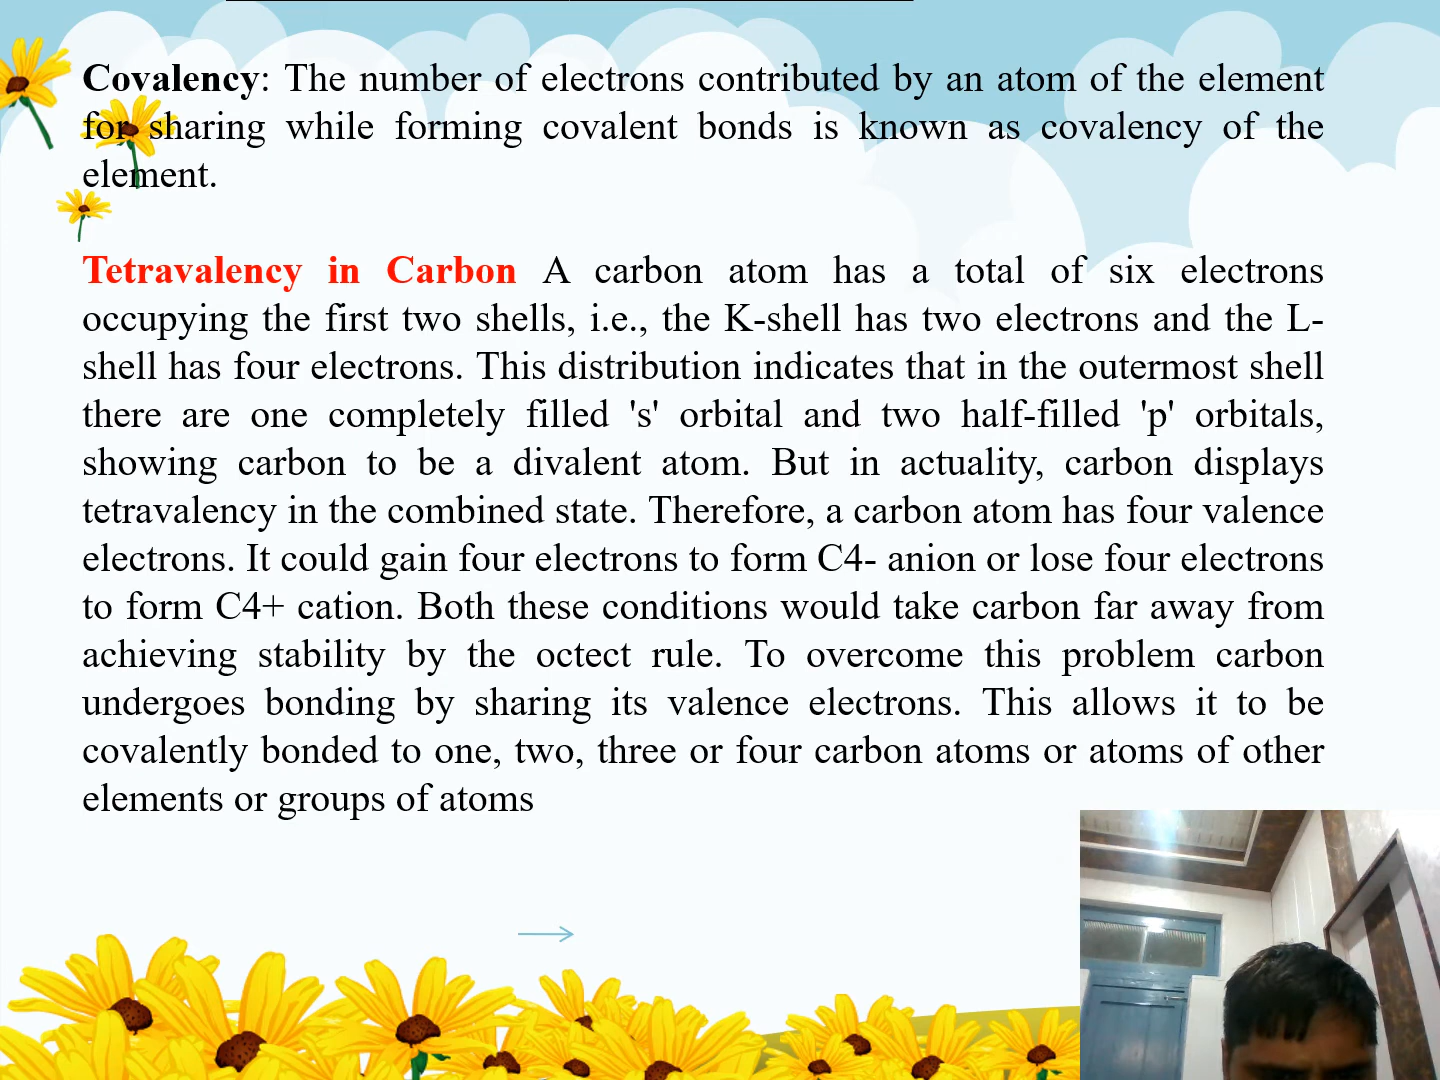 Covalency: The number of electrons contributed by an atom of the element
for sharing while forming covalent bonds is known as covalency of the
element.
Tetravalency in Carbon A carbon atom has a total of six electrons
occupying the first two shells, i.e., the K-shell has two electrons and the L-
shell has four electrons. This distribution indicates that in the outermost shell
there are one completely filled 's' orbital and two half-filled 'p' orbitals,
showing carbon to be a divalent atom. But in actuality, carbon displays
tetravalency in the combined state. Therefore, a carbon atom has four valence
electrons. It could gain four electrons to form C4- anion or lose four electrons
to form C4+ cation. Both these conditions would take carbon far away from
achieving stability by the octect rule. To overcome this problem carbon
undergoes bonding by sharing its valence electrons. This allows it to be
covalently bonded to one, two, three or four carbon atoms or atoms of other
elements or groups of atoms